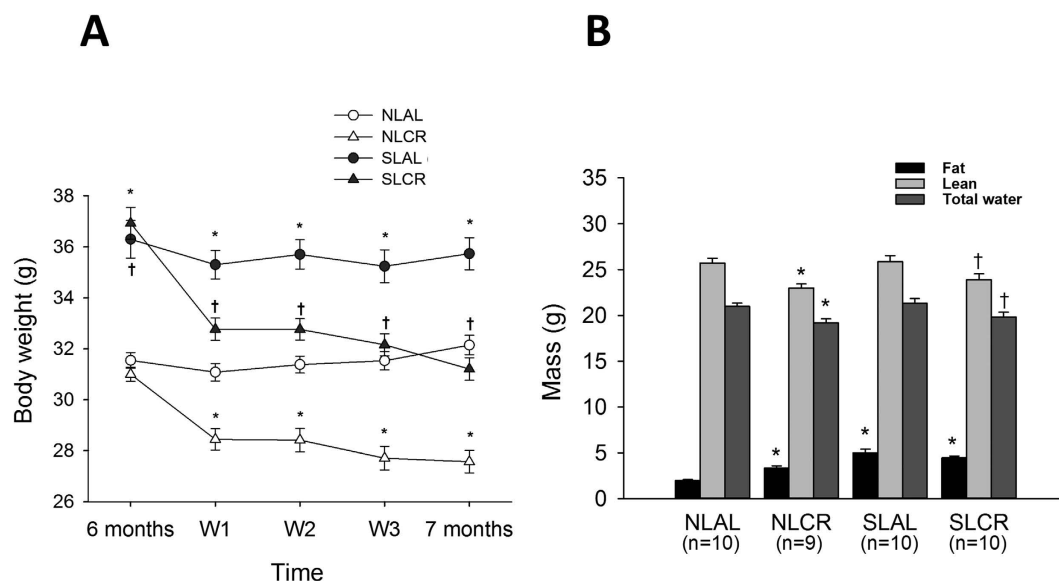 A
NLAL
NLCR
SLAL (
SLCR
* * * * *
† † † † †
* * * *
38
36
34
32
30
28
26
Body weight (g)
6 months W1 W2 W3 7 months
Time
B
Fat
Lean
Total water
* * * * * † †
35
30
25
20
15
10
5
0
Mass (g)
NLAL NLCR SLAL SLCR
(n=10) (n=9) (n=10) (n=10)